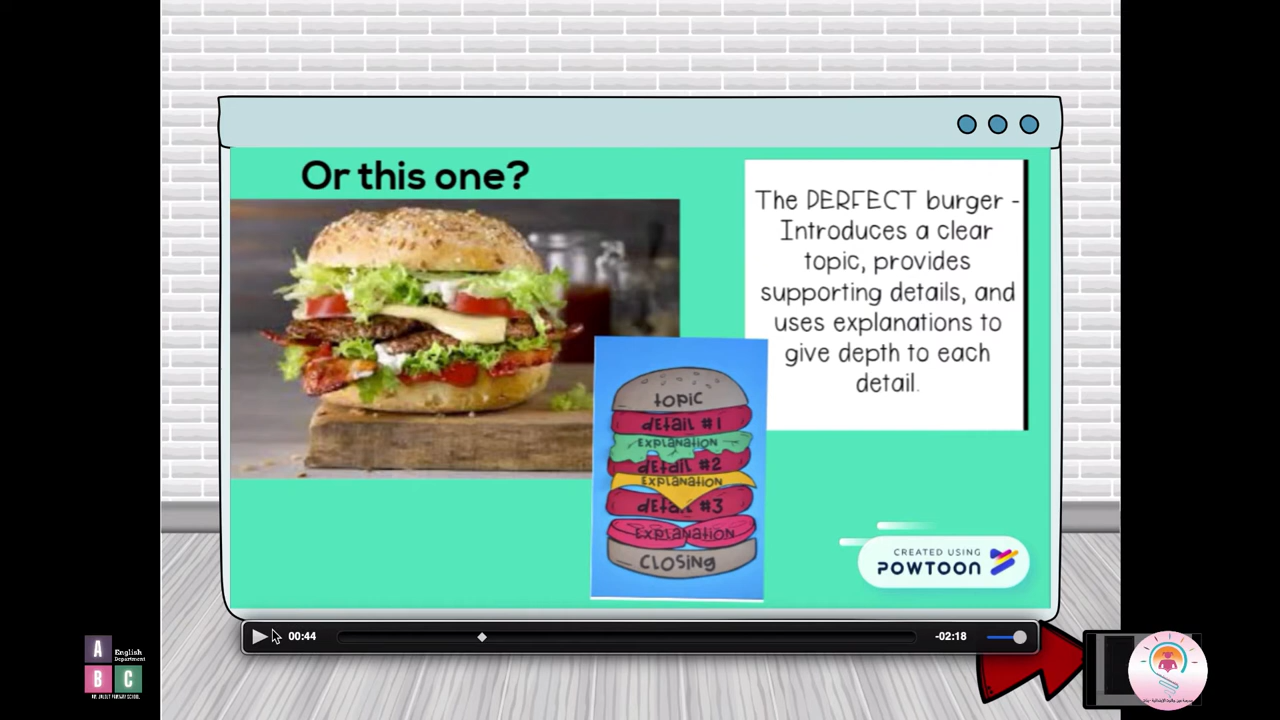 Or this one?
The PERFECT burger -
Introduces a clear
topic, provides
supporting details, and
uses explanations to
give depth to each
detail.
topic
detail #1
Explanation
detail #2
Explanation
detail #3
Explanation
CLOSING
CREATED USING
POWTOON
00:44
-02:18
A
English
Department
B C